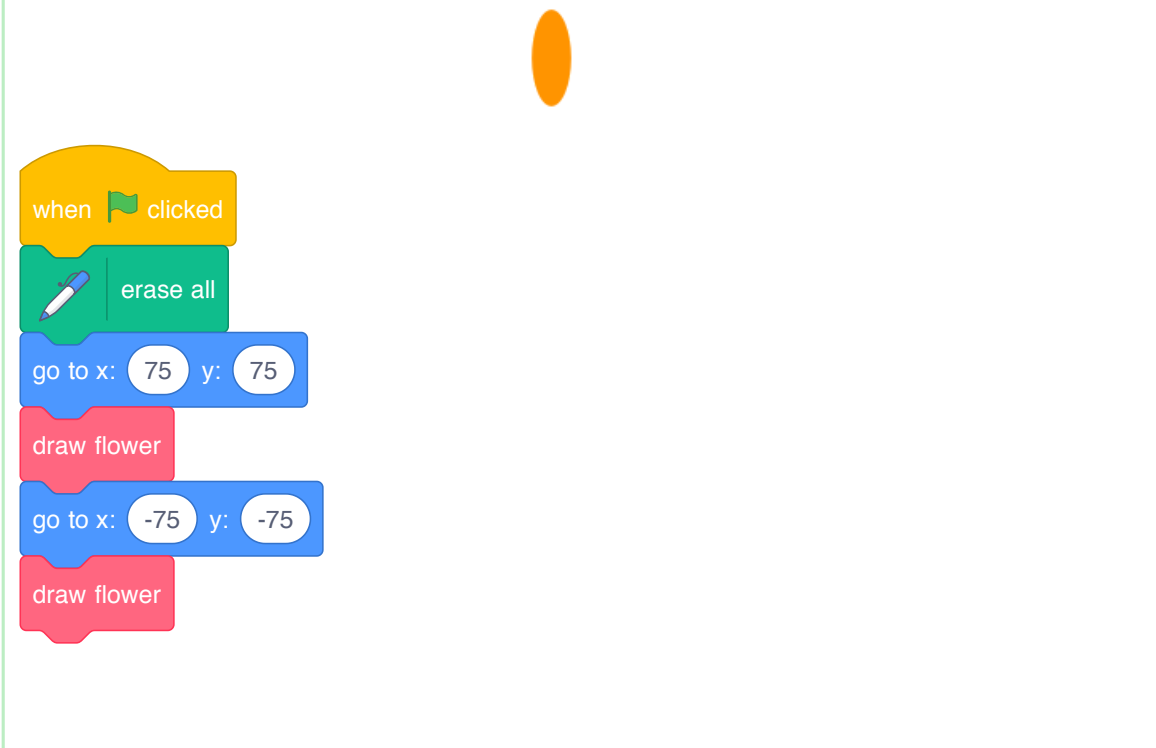 when clicked
erase all
go to x: 75 y: 75
draw flower
go to x: -75 y: -75
draw flower